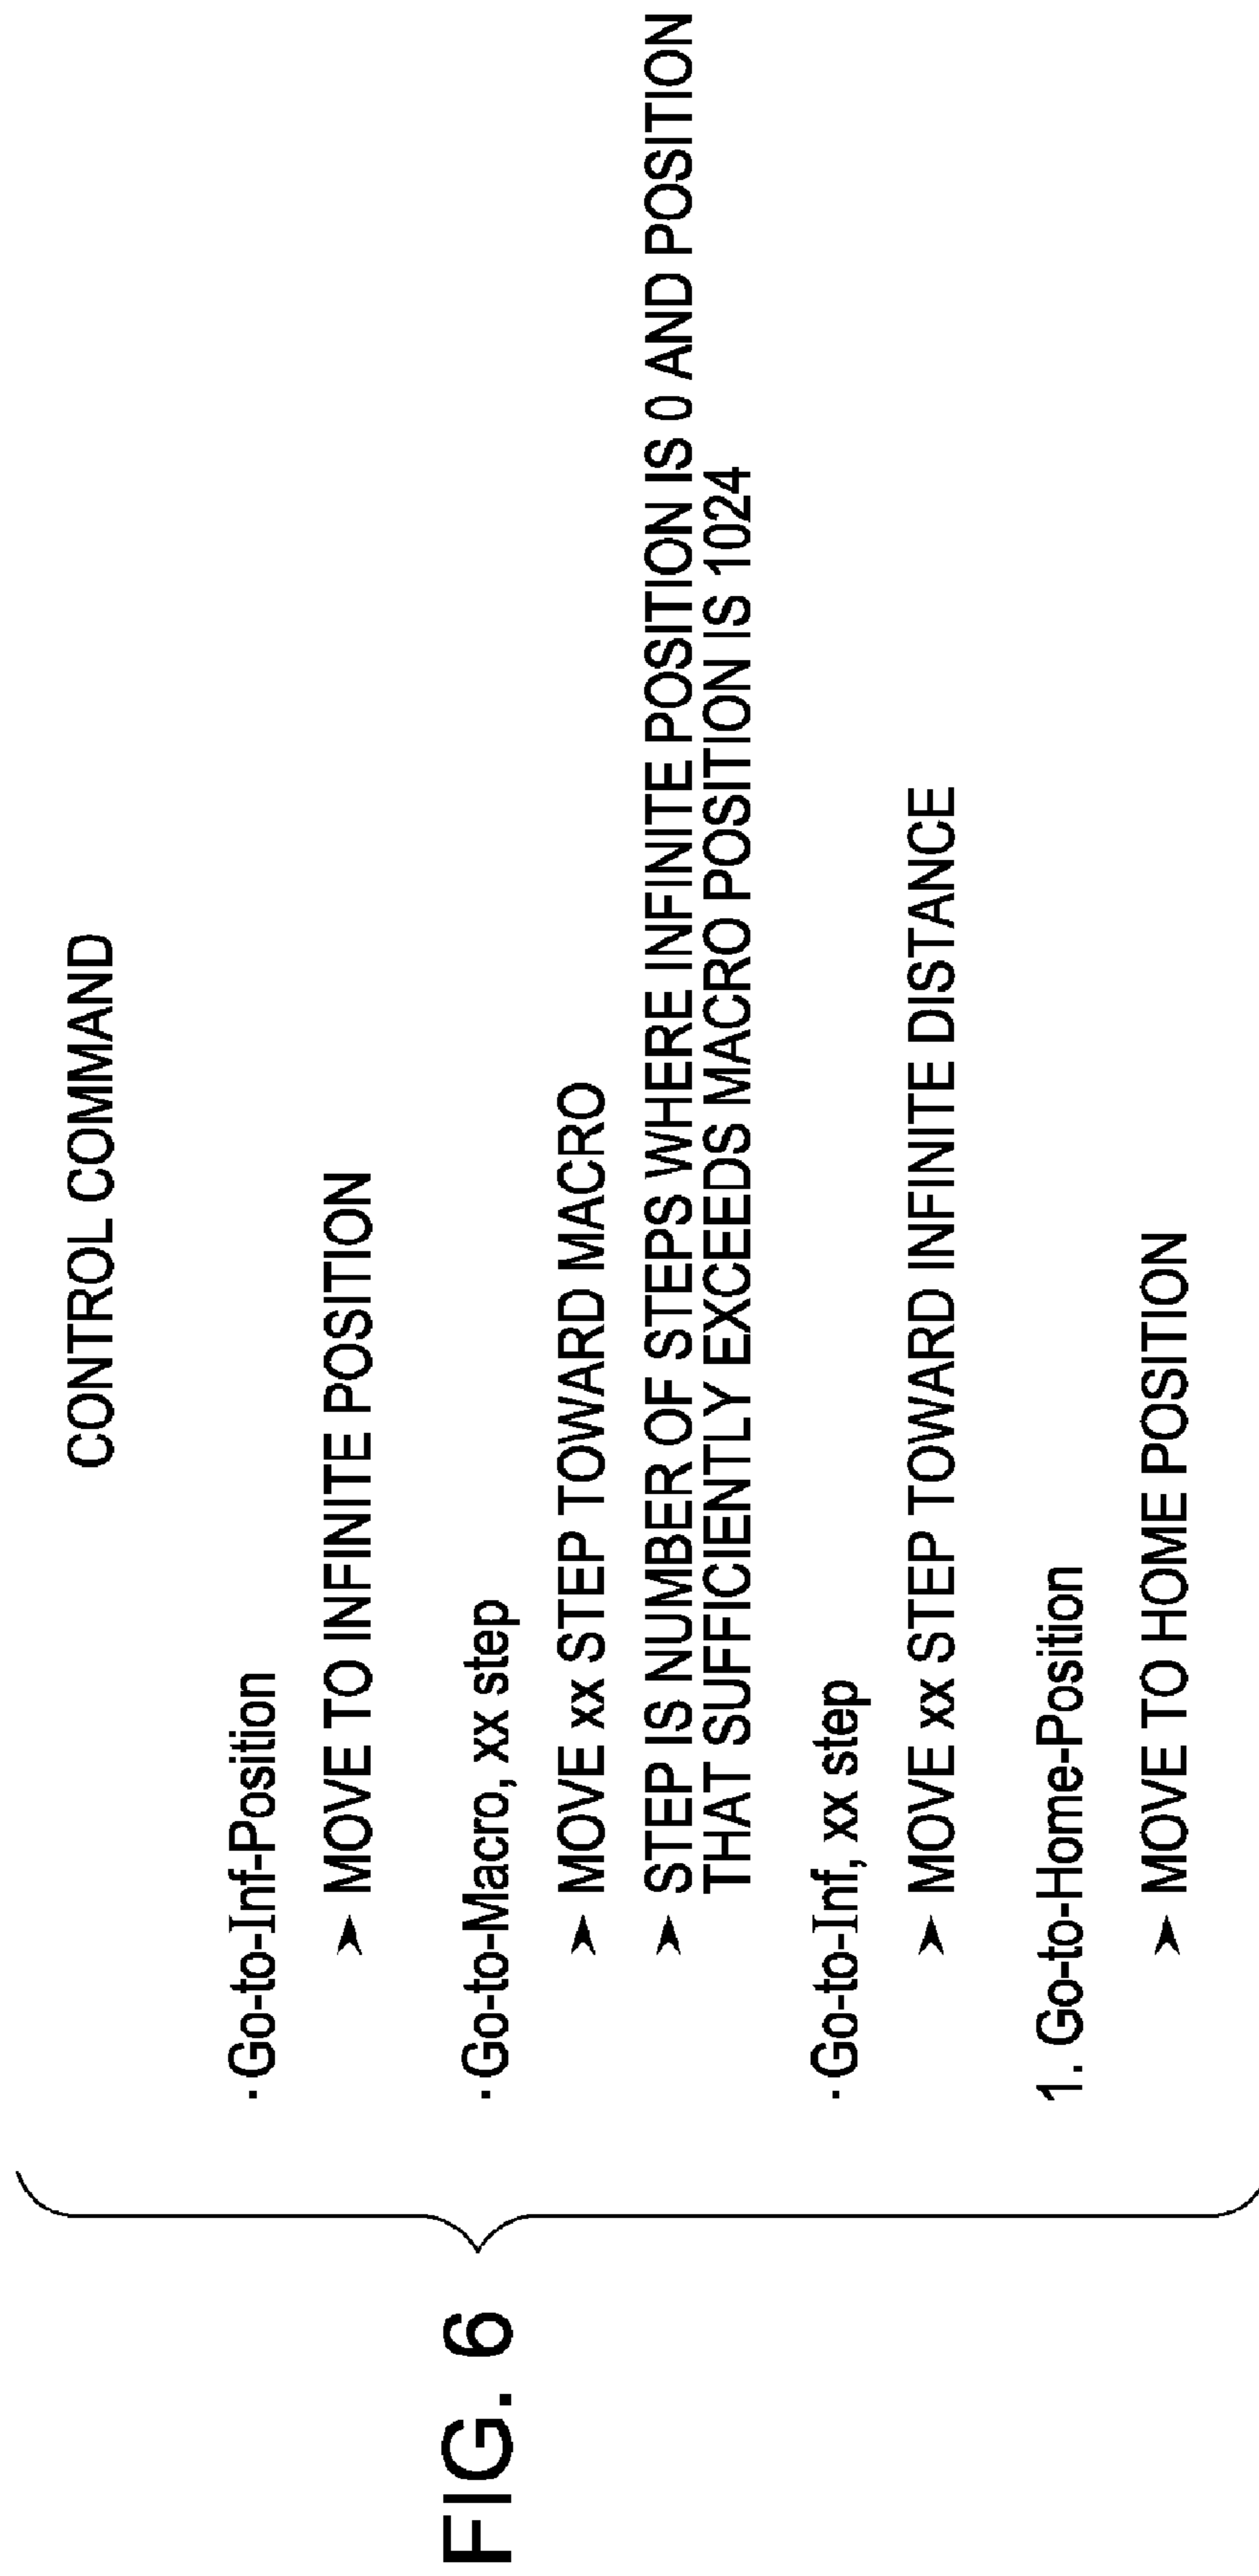 FIG. 6
CONTROL COMMAND
· Go-to-Inf-Position
➤ MOVE TO INFINITE POSITION
· Go-to-Macro, xx step
➤ MOVE xx STEP TOWARD MACRO
➤ STEP IS NUMBER OF STEPS WHERE INFINITE POSITION IS 0 AND POSITION
THAT SUFFICIENTLY EXCEEDS MACRO POSITION IS 1024
· Go-to-Inf, xx step
➤ MOVE xx STEP TOWARD INFINITE DISTANCE
1. Go-to-Home-Position
➤ MOVE TO HOME POSITION